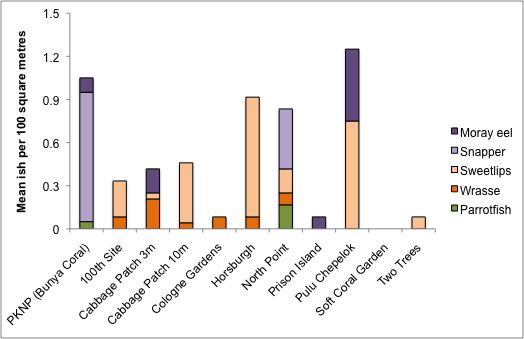 Mean ish per 100 square metres
1.5
1.2
0.9
0.6
0.3
0
PKNP (Bunya Coral)
100th Site
Cabbage Patch 3m
Cabbage Patch 10m
Cologne Gardens
Horsburgh
North Point
Prison Island
Pulu Chepelok
Soft Coral Garden
Two Trees
Moray eel
Snapper
Sweetlips
Wrasse
Parrotfish